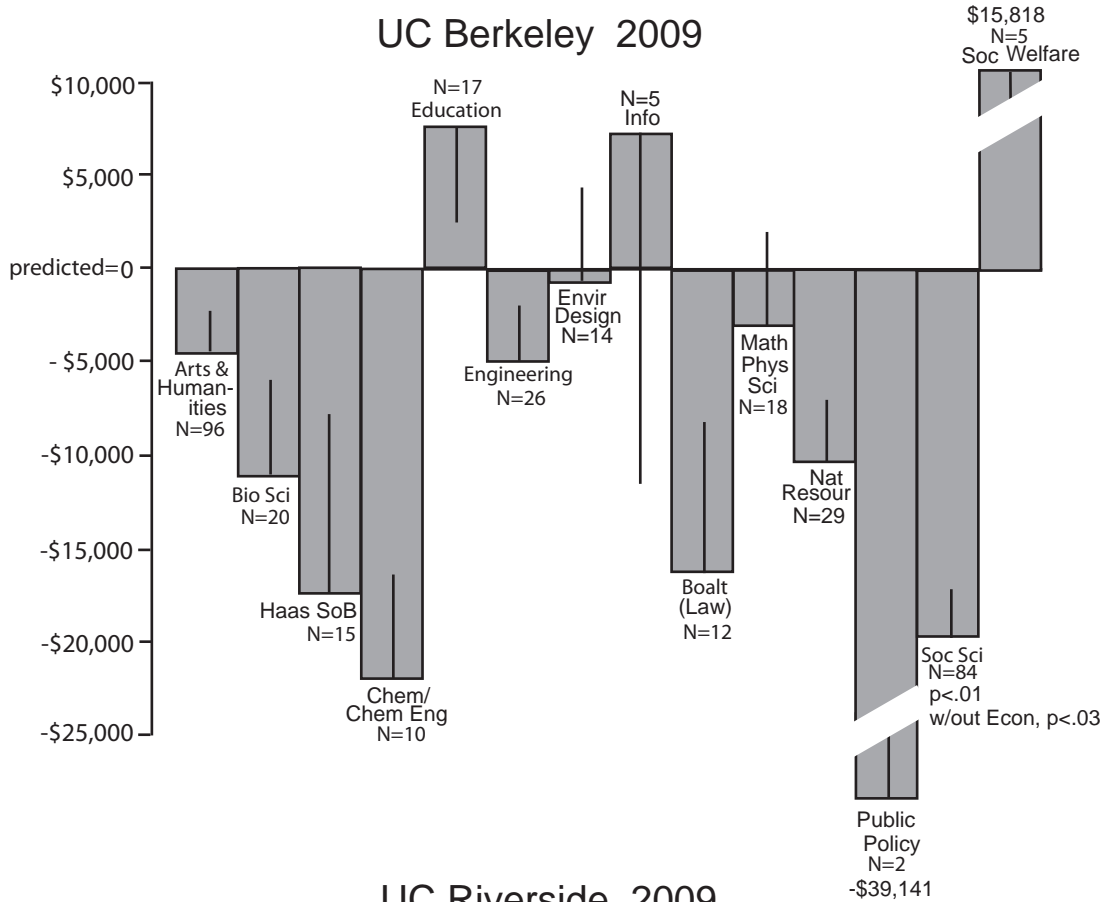 UC Berkeley 2009
$15,818
N=5
Soc Welfare
$10,000
$5,000
predicted=0
- $5,000
-$10,000
-$15,000
-$20,000
-$25,000
Arts &
Human-
ities
N=96
Bio Sci
N=20
Haas SoB
N=15
Chem/
Chem Eng
N=10
N=17
Education
Engineering
N=26
Envir
Design
N=14
N=5
Info
Boalt
(Law)
N=12
Math
Phys
Sci
N=18
Nat
Resour
N=29
Public
Policy
N=2
-$39,141
Soc Sci
N=84
p<.01
w/out Econ, p<.03
UC Riverside 2009